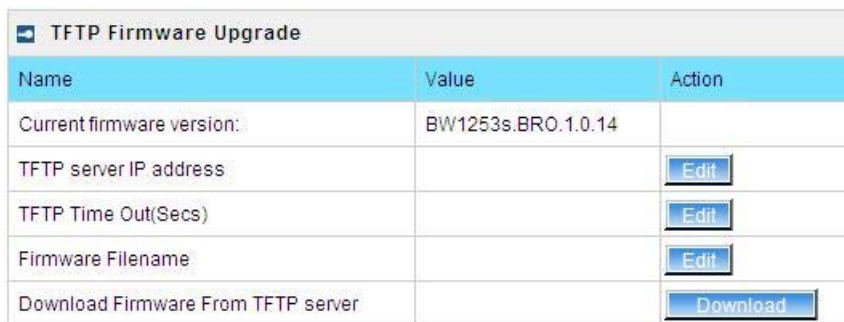 TFTP Firmware Upgrade
Name Value Action
Current firmware version: BW1253s.BRO.1.0.14
TFTP server IP address Edit
TFTP Time Out(Secs) Edit
Firmware Filename Edit
Download Firmware From TFTP server Download